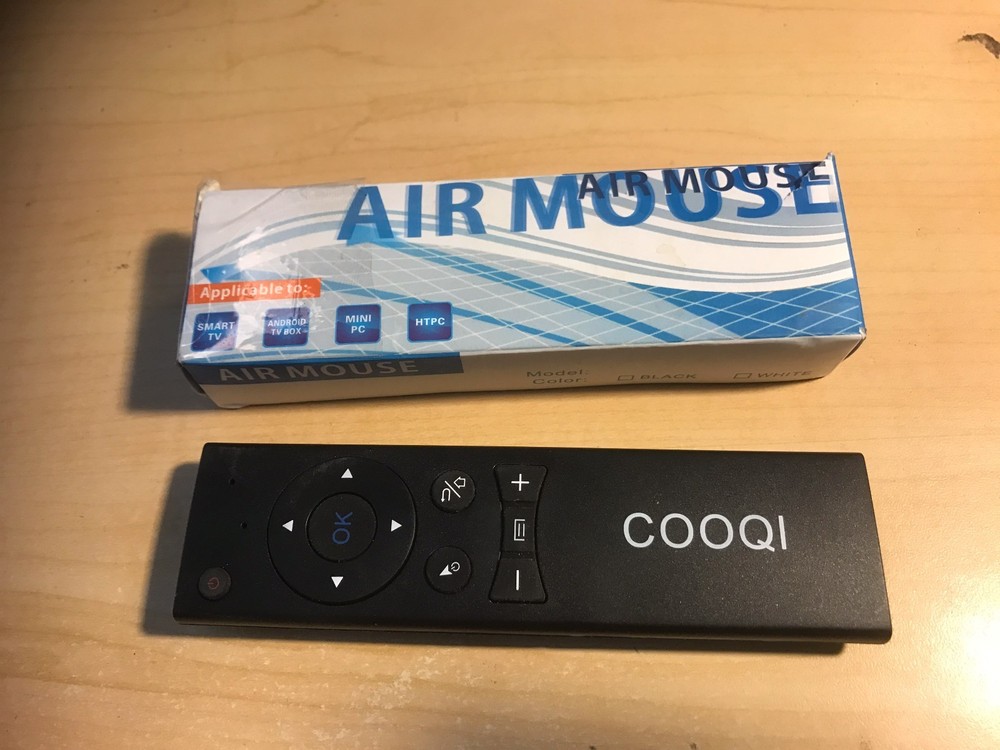 AIR MOUSE
AIR MOUSE
Applicable to:
SMART TV
ANDROID TV BOX
MINI PC
HTPC
AIR MOUSE
Model:
Color: BLACK WHITE
OK
+
-
COOQI